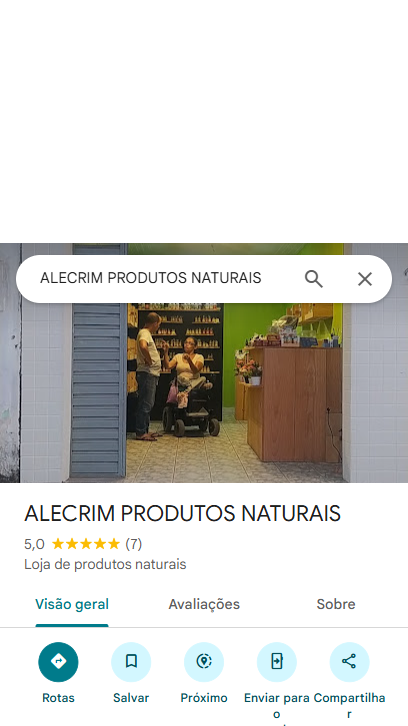 ALECRIM PRODUTOS NATURAIS
ALECRIM PRODUTOS NATURAIS
5,0 (7)
Loja de produtos naturais
Visão geral Avaliações Sobre
Rotas Salvar Próximo Enviar para o Compartilhar